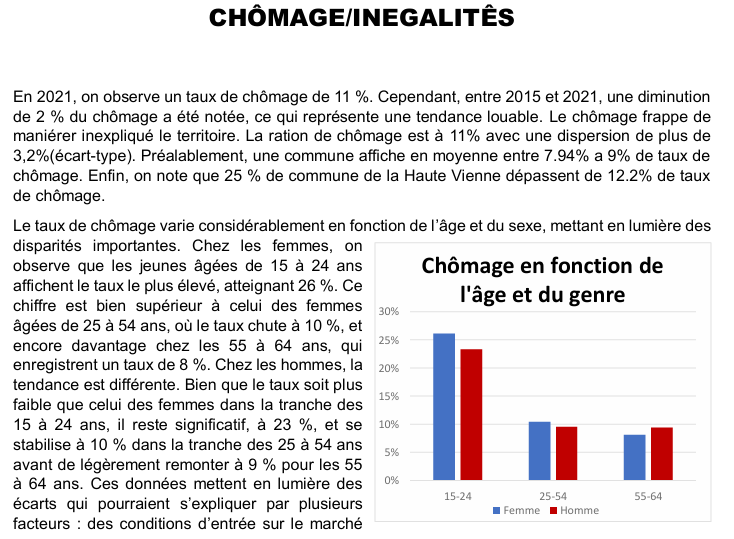 CHÔMAGE/INEGALITÊS
En 2021, on observe un taux de chômage de 11 %. Cependant, entre 2015 et 2021, une diminution
de 2 % du chômage a été notée, ce qui représente une tendance louable. Le chômage frappe de
maniérer inexpliqué le territoire. La ration de chômage est à 11% avec une dispersion de plus de
3,2%(écart-type). Préalablement, une commune affiche en moyenne entre 7.94% a 9% de taux de
chômage. Enfin, on note que 25 % de commune de la Haute Vienne dépassent de 12.2% de taux
de chômage.
Le taux de chômage varie considérablement en fonction de l'âge et du sexe, mettant en lumière des
disparités importantes. Chez les femmes, on
observe que les jeunes âgées de 15 à 24 ans
affichent le taux le plus élevé, atteignant 26 %. Ce
chiffre est bien supérieur à celui des femmes
âgées de 25 à 54 ans, où le taux chute à 10 %, et
encore davantage chez les 55 à 64 ans, qui
enregistrent un taux de 8 %. Chez les hommes, la
tendance est différente. Bien que le taux soit plus
faible que celui des femmes dans la tranche des
15 à 24 ans, il reste significatif, à 23 %, et se
stabilise à 10 % dans la tranche des 25 à 54 ans
avant de légèrement remonter à 9 % pour les 55
à 64 ans. Ces données mettent en lumière des
écarts qui pourraient s'expliquer par plusieurs
facteurs : des conditions d'entrée sur le marché
Chômage en fonction de
l'âge et du genre
30%
25%
20%
15%
10%
5%
0%
15-24 25-54 55-64
Femme Homme